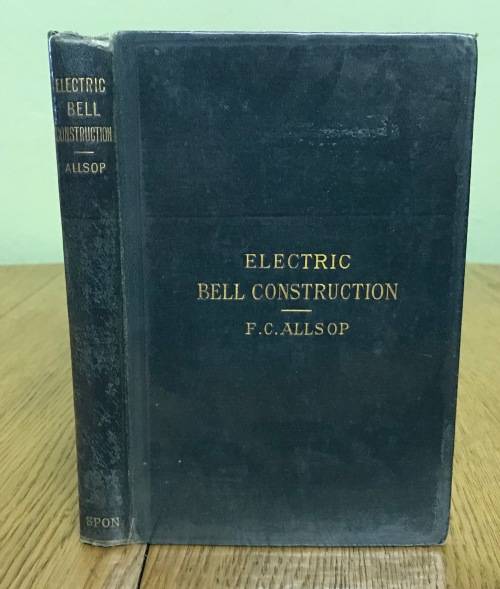 ELECTRIC
BELL
CONSTRUCTION
ALLSOP
SPON
ELECTRIC
BELL CONSTRUCTION
F.C. ALLSOP